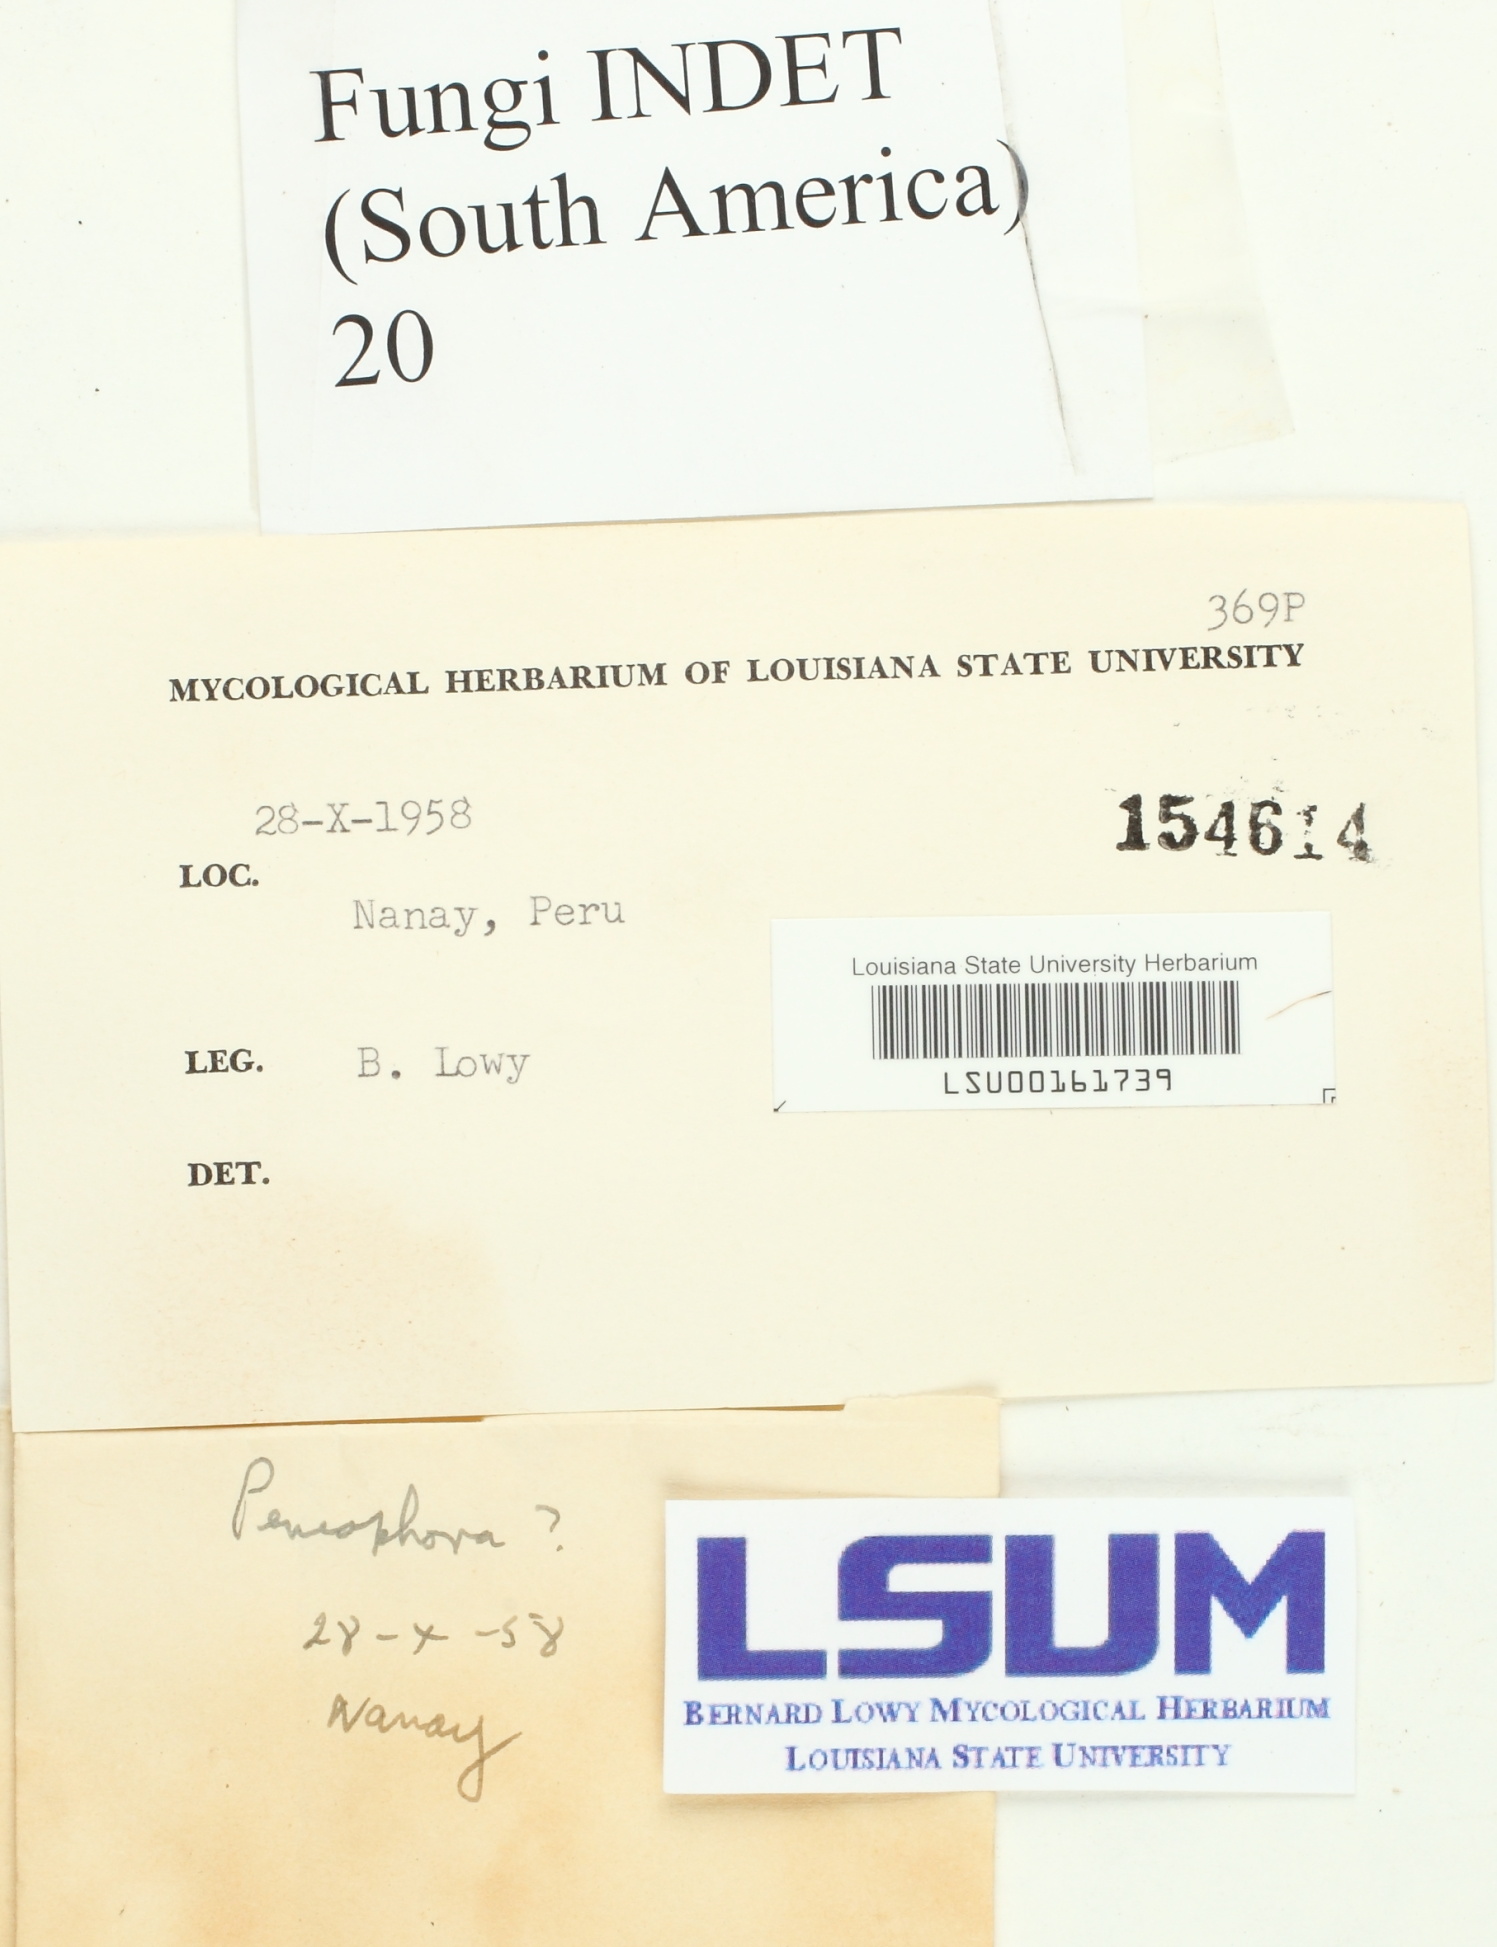 Fungi INDET
(South America)
20
369P
MYCOLOGICAL HERBARIUM OF LOUISIANA STATE UNIVERSITY
28-X-1958
154614
LOC.
Nanay, Peru
Louisiana State University Herbarium
LSU00161739
LEG. B. Lowy
DET.
Peniophora ?
28-X-58
Nanay
LSUM
BERNARD LOWY MYCOLOGICAL HERBARIUM
LOUISIANA STATE UNIVERSITY